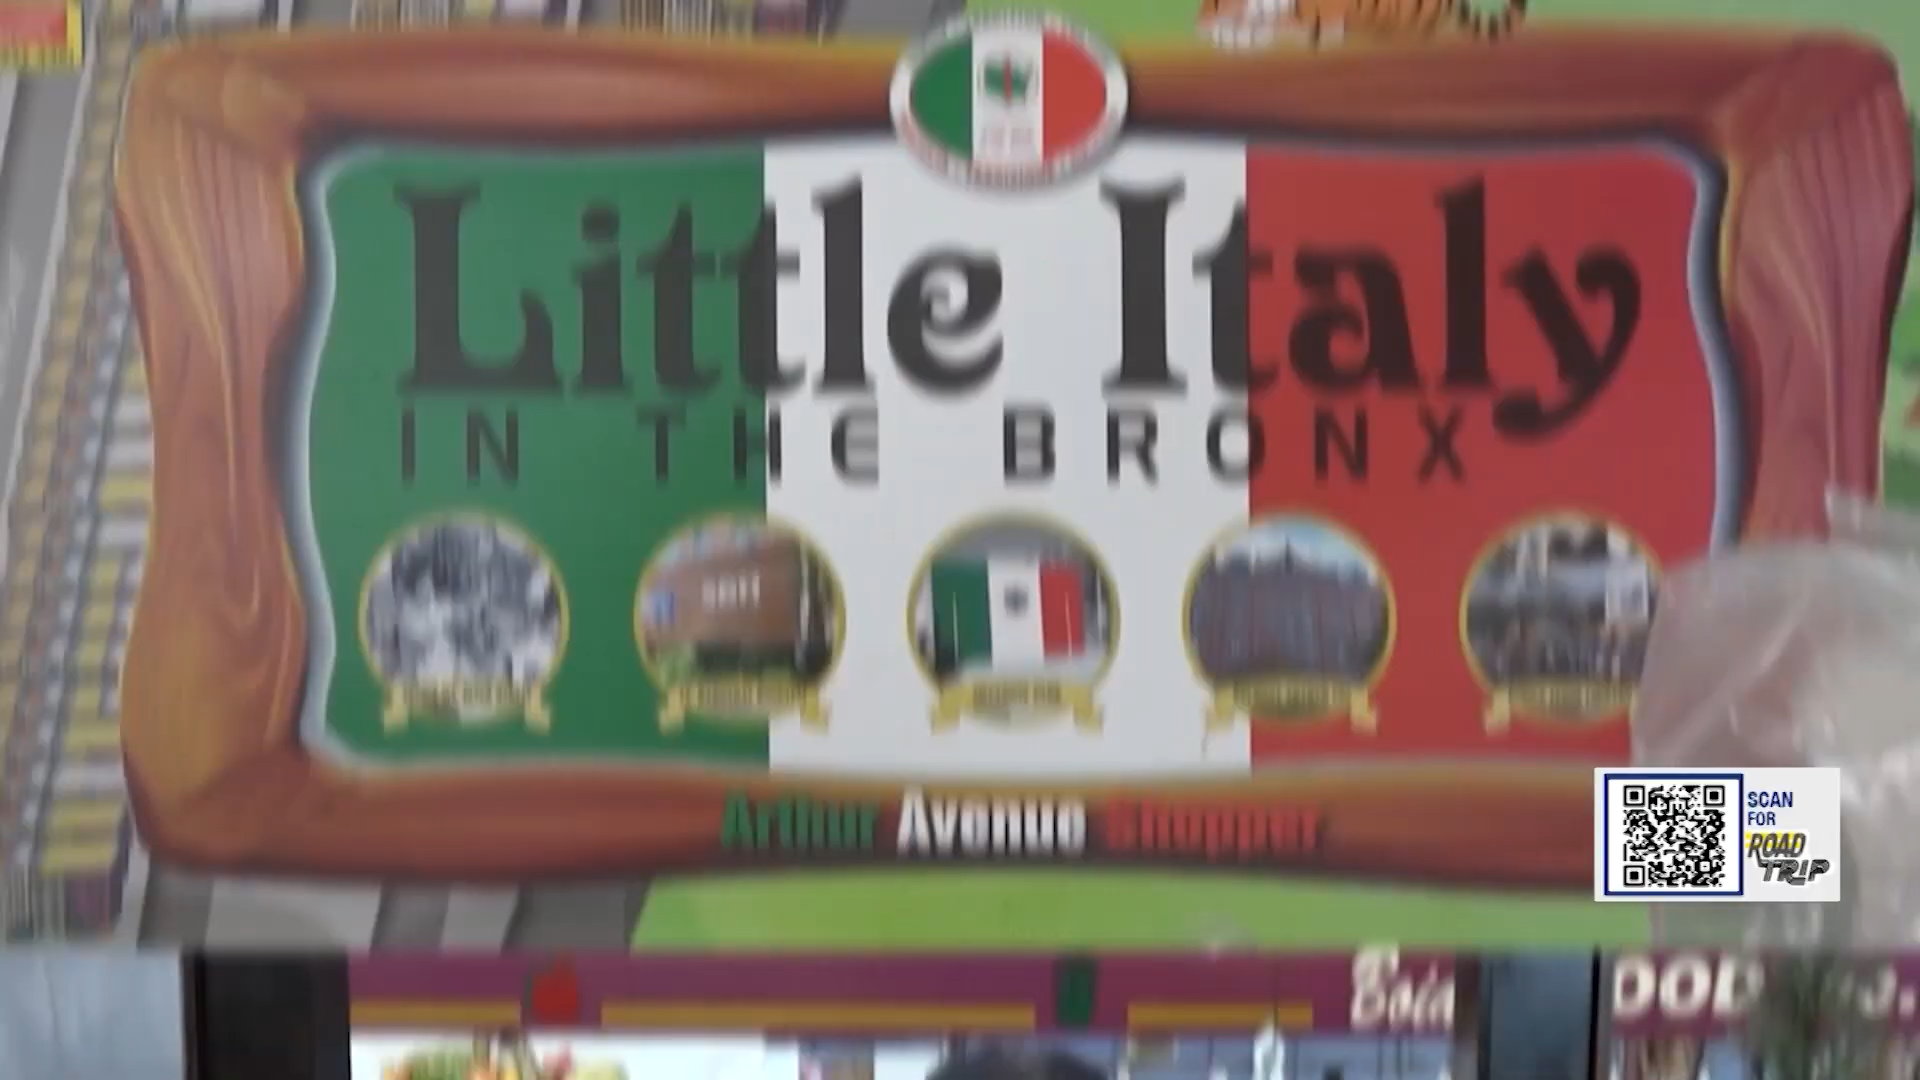 Little Italy
IN THE BRONX
Arthur Avenue Shopper
SCAN
FOR
ROAD
TRIP